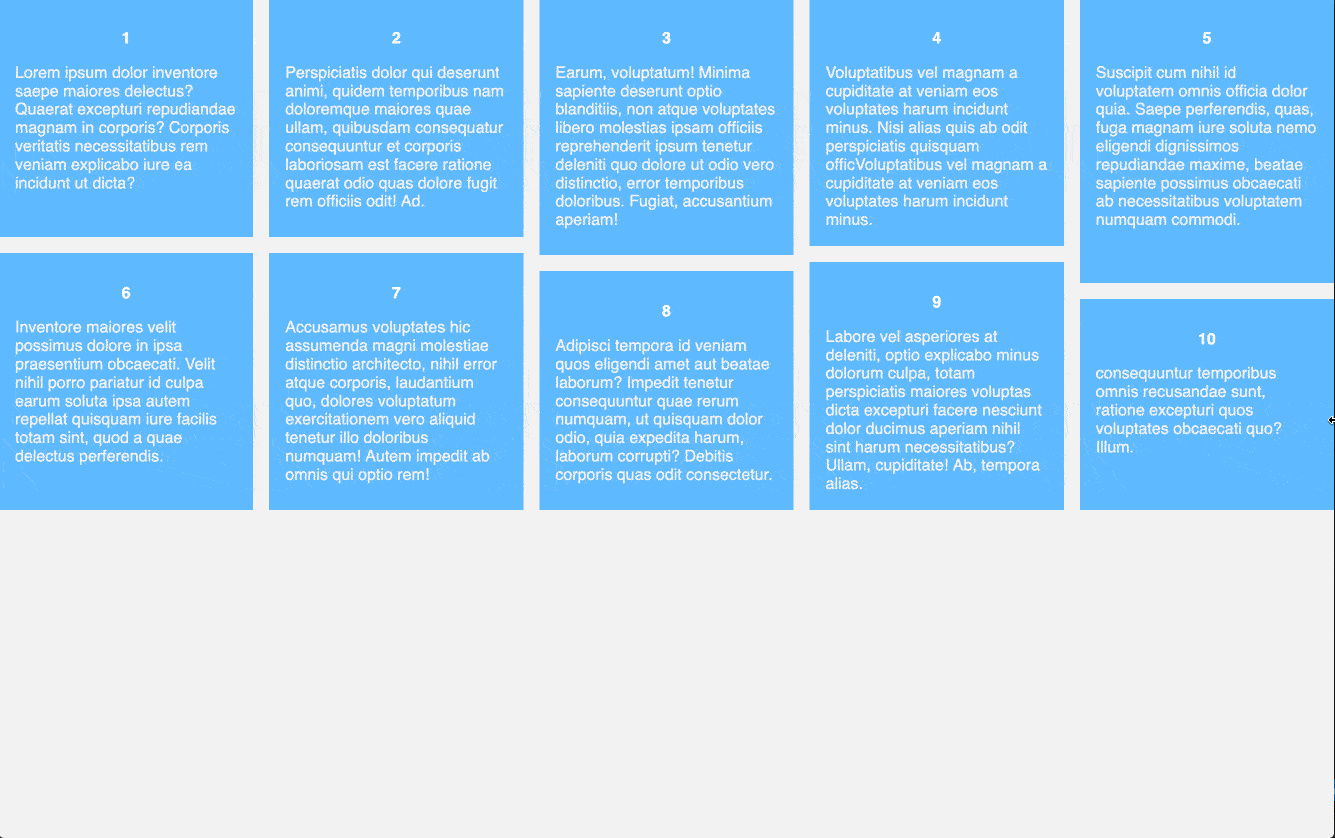 1
Lorem ipsum dolor inventore
saepe maiores delectus?
Quaerat excepturi repudiandae
magnam in corporis? Corporis
veritatis necessitatibus rem
veniam explicabo iure ea
incidunt ut dicta?
2
Perspiciatis dolor qui deserunt
animi, quidem temporibus nam
doloremque maiores quae
ullam, quibusdam consequatur
consequuntur et corporis
laboriosam est facere ratione
quaerat odio quas dolore fugit
rem officiis odit! Ad.
3
Earum, voluptatum! Minima
sapiente deserunt optio
blanditiis, non atque voluptates
libero molestias ipsam officiis
reprehenderit ipsum tenetur
deleniti quo dolore ut odio vero
distinctio, error temporibus
doloribus. Fugiat, accusantium
aperiam!
4
Voluptatibus vel magnam a
cupiditate at veniam eos
voluptates harum incidunt
minus. Nisi alias quis ab odit
perspiciatis quisquam
officVoluptatibus vel magnam a
cupiditate at veniam eos
voluptates harum incidunt
minus.
5
Suscipit cum nihil id
voluptatem omnis officia dolor
quia. Saepe perferendis, quas,
fuga magnam iure soluta nemo
eligendi dignissimos
repudiandae maxime, beatae
sapiente possimus obcaecati
ab necessitatibus voluptatem
numquam commodi.
6
Inventore maiores velit
possimus dolore in ipsa
praesentium obcaecati. Velit
nihil porro pariatur id culpa
earum soluta ipsa autem
repellat quisquam iure facilis
totam sint, quod a quae
delectus perferendis.
7
Accusamus voluptates hic
assumenda magni molestiae
distinctio architecto, nihil error
atque corporis, laudantium
quo, dolores voluptatum
exercitationem vero aliquid
tenetur illo doloribus
numquam! Autem impedit ab
omnis qui optio rem!
8
Adipisci tempora id veniam
quos eligendi amet aut beatae
laborum? Impedit tenetur
consequuntur quae rerum
numquam, ut quisquam dolor
odio, quia expedita harum,
laborum corrupti? Debitis
corporis quas odit consectetur.
9
Labore vel asperiores at
deleniti, optio explicabo minus
dolorum culpa, totam
perspiciatis maiores voluptas
dicta excepturi facere nesciunt
dolor ducimus aperiam nihil
sint harum necessitatibus?
Ullam, cupiditate! Ab, tempora
alias.
10
consequuntur temporibus
omnis recusandae sunt,
ratione excepturi quos
voluptates obcaecati quo?
Illum.